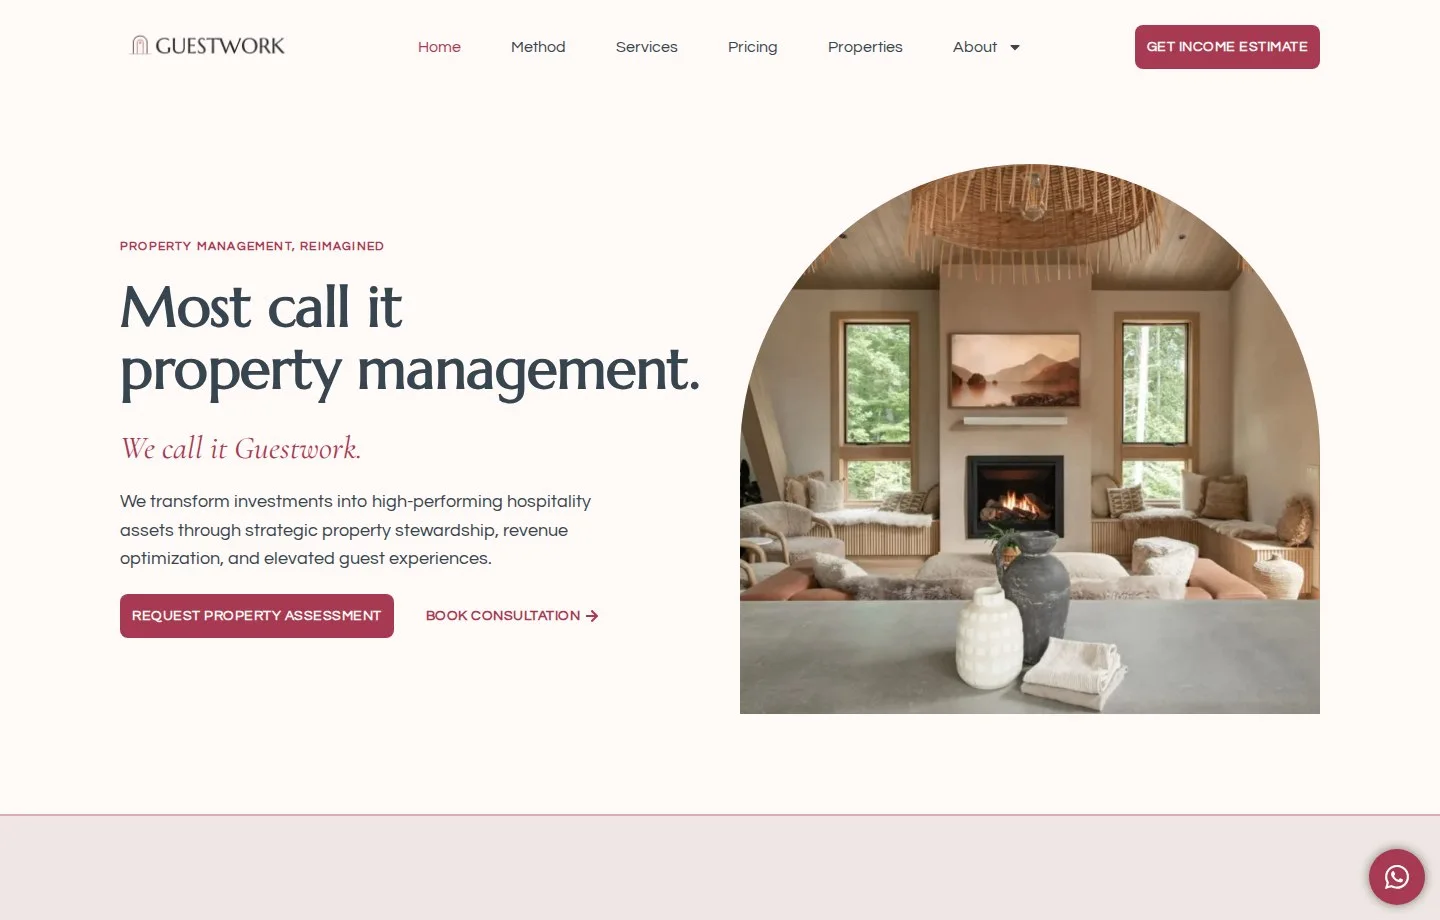 GUESTWORK
Home
Method
Services
Pricing
Properties
About
GET INCOME ESTIMATE
PROPERTY MANAGEMENT, REIMAGINED
Most call it
property management.
We call it Guestwork.
We transform investments into high-performing hospitality
assets through strategic property stewardship, revenue
optimization, and elevated guest experiences.
REQUEST PROPERTY ASSESSMENT
BOOK CONSULTATION